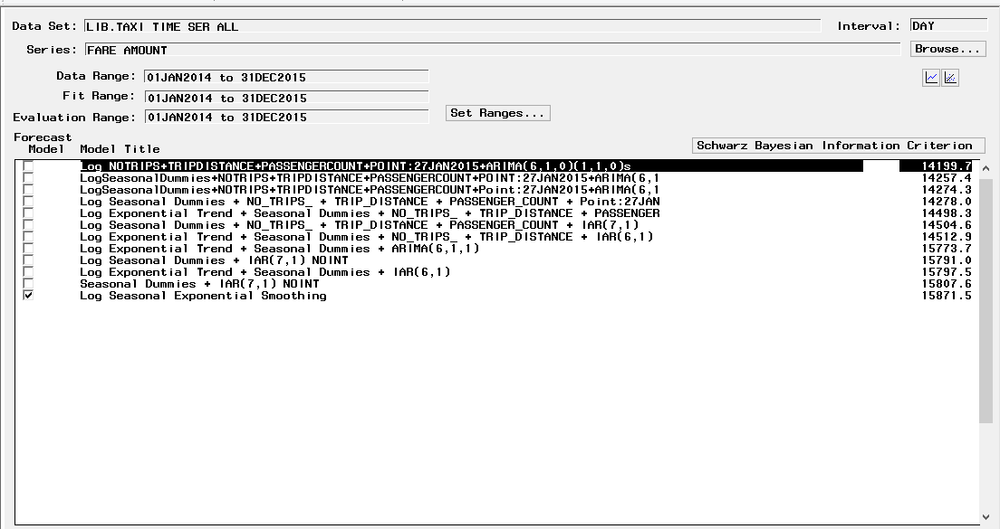 Data Set: LIB.TAXI TIME SER ALL Interval: DAY
Series: FARE AMOUNT Browse...
Data Range: 01JAN2014 to 31DEC2015
Fit Range: 01JAN2014 to 31DEC2015
Evaluation Range: 01JAN2014 to 31DEC2015 Set Ranges...
Forecast
Model Model Title Schwarz Bayesian Information Criterion
Log NOTRIPS+TRIPDISTANCE+PASSENGERCOUNT+POINT:27JAN2015+ARIMA(6,1,0)(1,1,0)s 14199.7
LogSeasonalDummies+NOTRIPS+TRIPDISTANCE+PASSENGERCOUNT+POINT:27JAN2015+ARIMA(6,1 14257.4
LogSeasonalDummies+NOTRIPS+TRIPDISTANCE+PASSENGERCOUNT+Point:27JAN2015+ARIMA(6,1 14274.3
Log Seasonal Dummies + NO_TRIPS_ + TRIP_DISTANCE + PASSENGER_COUNT + Point:27JAN 14278.0
Log Exponential Trend + Seasonal Dummies + NO_TRIPS_ + TRIP_DISTANCE + PASSENGER 14498.3
Log Seasonal Dummies + NO_TRIPS_ + TRIP_DISTANCE + PASSENGER_COUNT + IAR(7,1) 14504.6
Log Exponential Trend + Seasonal Dummies + NO_TRIPS_ + TRIP_DISTANCE + IAR(6,1) 14512.9
Log Exponential Trend + Seasonal Dummies + ARIMA(6,1,1) 15773.7
Log Seasonal Dummies + IAR(7,1) NOINT 15791.0
Log Exponential Trend + Seasonal Dummies + IAR(6,1) 15797.5
Seasonal Dummies + IAR(7,1) NOINT 15807.6
Log Seasonal Exponential Smoothing 15871.5